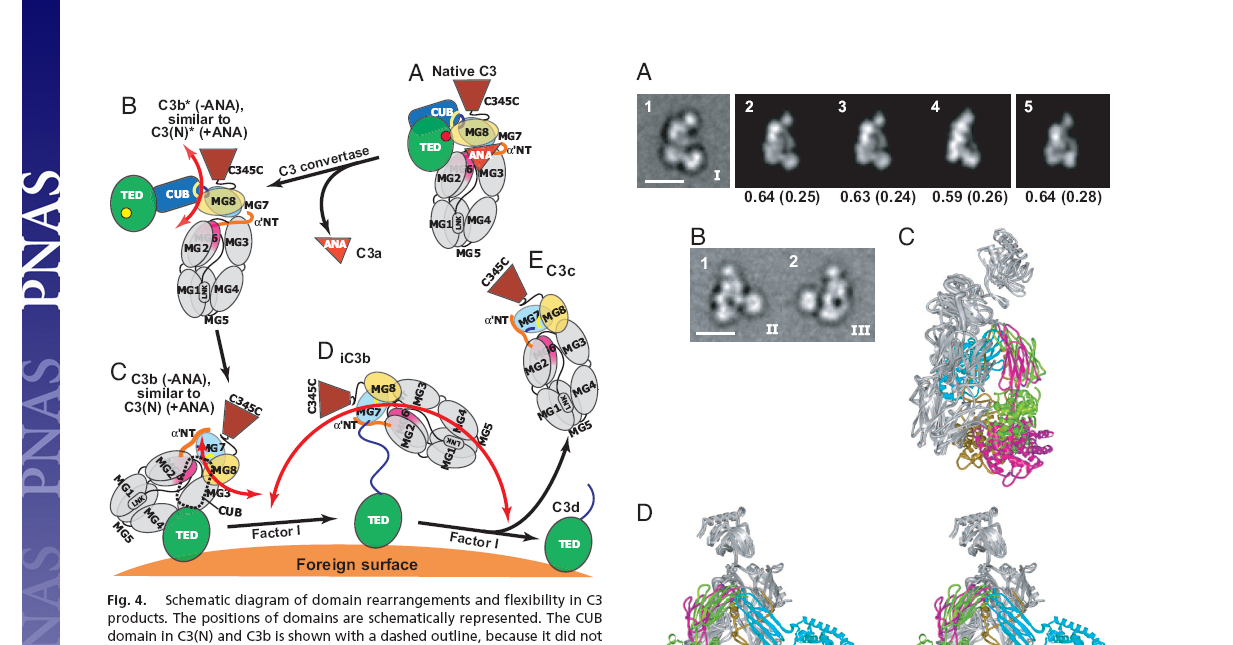 PNAS
PNAS
PNAS
A Native C3
C345C
CUB
TED
MG8
MG7
α'NT
ANA
MG2
6
MG3
MG1
LNK
MG4
MG5
C3 convertase
ANA
C3a
B
C3b* (-ANA),
similar to
C3(N)* (+ANA)
C345C
TED
CUB
MG8
MG7
α'NT
MG2
MG3
MG1
LNK
MG4
MG5
C
C3b (-ANA),
similar to
C3(N) (+ANA)
C345C
α'NT
MG7
MG2
MG8
MG1
LNK
MG3
CUB
MG4
MG5
TED
Factor I
D
iC3b
C345C
MG8
MG3
MG7
α'NT
6
MG2
MG4
LNK
MG1
MG5
TED
Factor I
E C3c
C345C
α'NT
MG7
MG8
MG2
MG3
MG1
LNK
MG4
MG5
C3d
TED
Foreign surface
Fig. 4. Schematic diagram of domain rearrangements and flexibility in C3
products. The positions of domains are schematically represented. The CUB
domain in C3(N) and C3b is shown with a dashed outline, because it did not
A
1
I
2
3
4
5
0.64 (0.25) 0.63 (0.24) 0.59 (0.26) 0.64 (0.28)
B
1
II
2
III
C
D